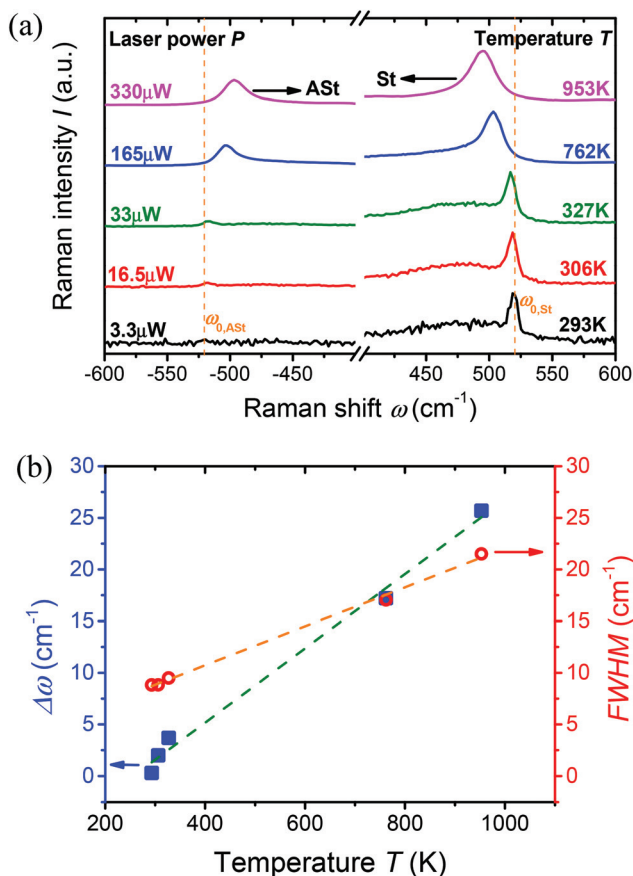 (a)
Laser power P
Temperature T
330μW
ASt
St
953K
165μW
762K
33μW
327K
16.5μW
306K
3.3μW
ω0,ASt
ω0,St
293K
Raman intensity I (a.u.)
-600 -550 -500 -450 450 500 550 600
Raman shift ω (cm⁻¹)
(b)
30
25
20
15
10
5
0
Δω (cm⁻¹)
30
25
20
15
10
5
0
FWHM (cm⁻¹)
200 400 600 800 1000
Temperature T (K)